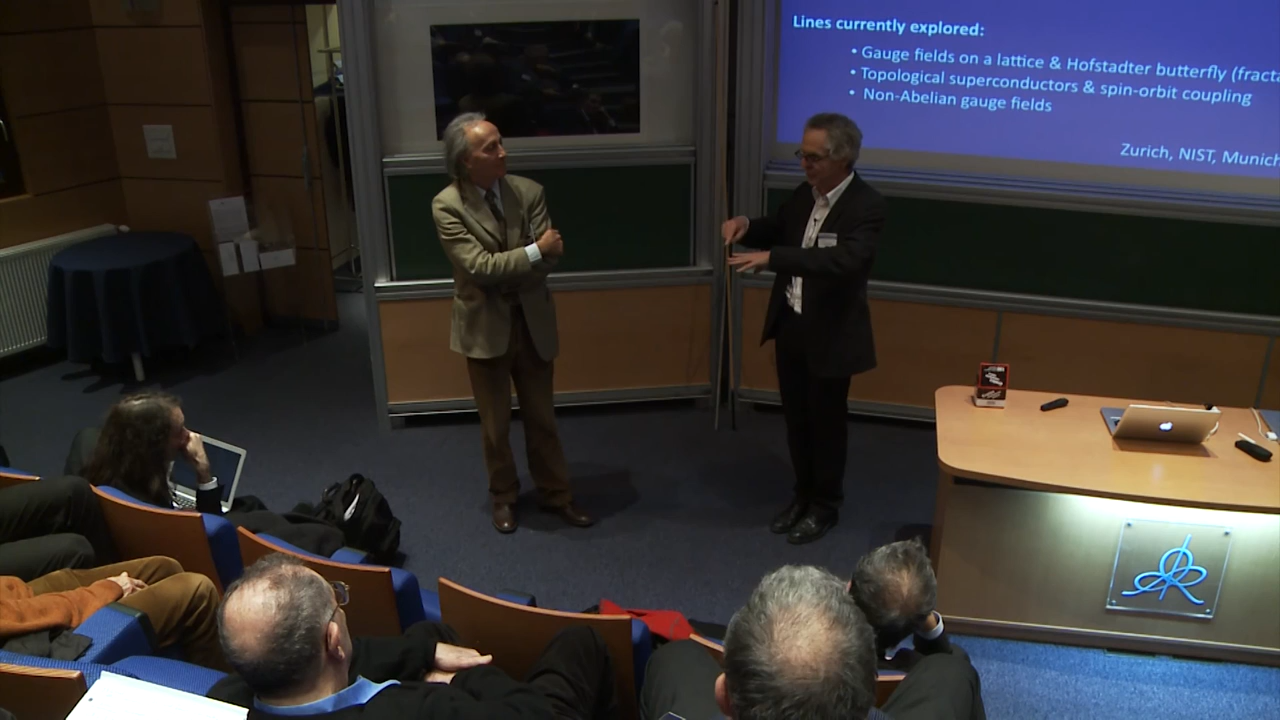 Lines currently explored:
• Gauge fields on a lattice & Hofstadter butterfly (fracta
• Topological superconductors & spin-orbit coupling
• Non-Abelian gauge fields
Zurich, NIST, Munich